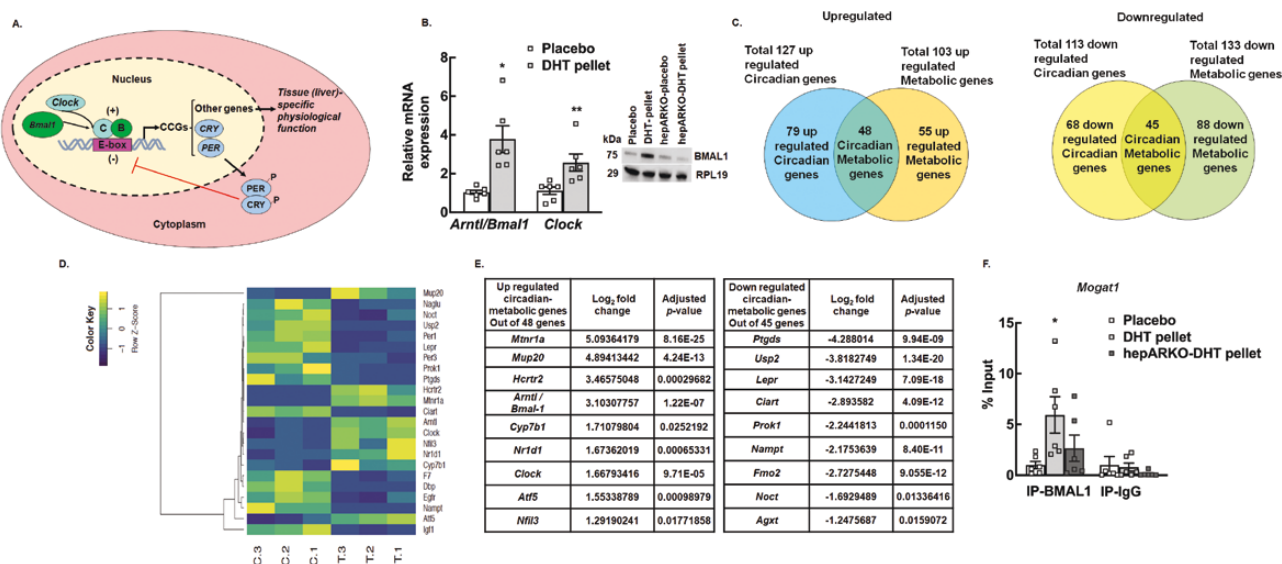 A.
Nucleus
Clock
Bmal1
(+)
C B
E-box
(-)
CCGs
Other genes
CRY
PER
Tissue (liver)-
specific
physiological
function
PER
CRY
P
P
Cytoplasm
B.
Placebo
DHT pellet
Relative mRNA
expression
8
6
4
2
0
*
**
Arntl/Bmal1
Clock
Placebo
DHT- pellet
hepARKO-placebo
hepARKO-DHT pellet
kDa
75
BMAL1
29
RPL19
C.
Upregulated
Total 127 up
regulated
Circadian genes
Total 103 up
regulated
Metabolic genes
79 up
regulated
Circadian
genes
48
Circadian
Metabolic
genes
55 up
regulated
Metabolic
genes
Downregulated
Total 113 down
regulated
Circadian genes
Total 133 down
regulated
Metabolic genes
68 down
regulated
Circadian
genes
45
Circadian
Metabolic
genes
88 down
regulated
Metabolic
genes
D.
Color Key
Row Z-Score
-1
0
1
Mup20
Naglu
Noct
Usp2
Per1
Lepr
Per3
Prok1
Ptgds
Hcrtr2
Mtnr1a
Ciart
Arntl
Clock
Nfil3
Nr1d1
Cyp7b1
F7
Dbp
Egfr
Nampt
Atf5
Igf1
C.3
C.2
C.1
T.3
T.2
T.1
E.
Up regulated
circadian-
metabolic genes
Out of 48 genes
Log2 fold
change
Adjusted
p-value
Mtnr1a 5.09364179 8.16E-25
Mup20 4.89413442 4.24E-13
Hcrtr2 3.46575048 0.00029682
Arntl /
Bmal-1 3.10307757 1.22E-07
Cyp7b1 1.71079804 0.0252192
Nr1d1 1.67362019 0.00065331
Clock 1.66793416 9.71E-05
Atf5 1.55338789 0.00098979
Nfil3 1.29190241 0.01771858
Down regulated
circadian-
metabolic genes
Out of 45 genes
Log2 fold
change
Adjusted
p-value
Ptgds -4.288014 9.94E-09
Usp2 -3.8182749 1.34E-20
Lepr -3.1427249 7.09E-18
Ciart -2.893582 4.09E-12
Prok1 -2.2441813 0.0001150
Nampt -2.1753639 8.40E-11
Fmo2 -2.7275448 9.055E-12
Noct -1.6929489 0.01336416
Agxt -1.2475687 0.0159072
F.
Mogat1
Placebo
DHT pellet
hepARKO-DHT pellet
% Input
15
10
5
0
*
IP-BMAL1
IP-IgG